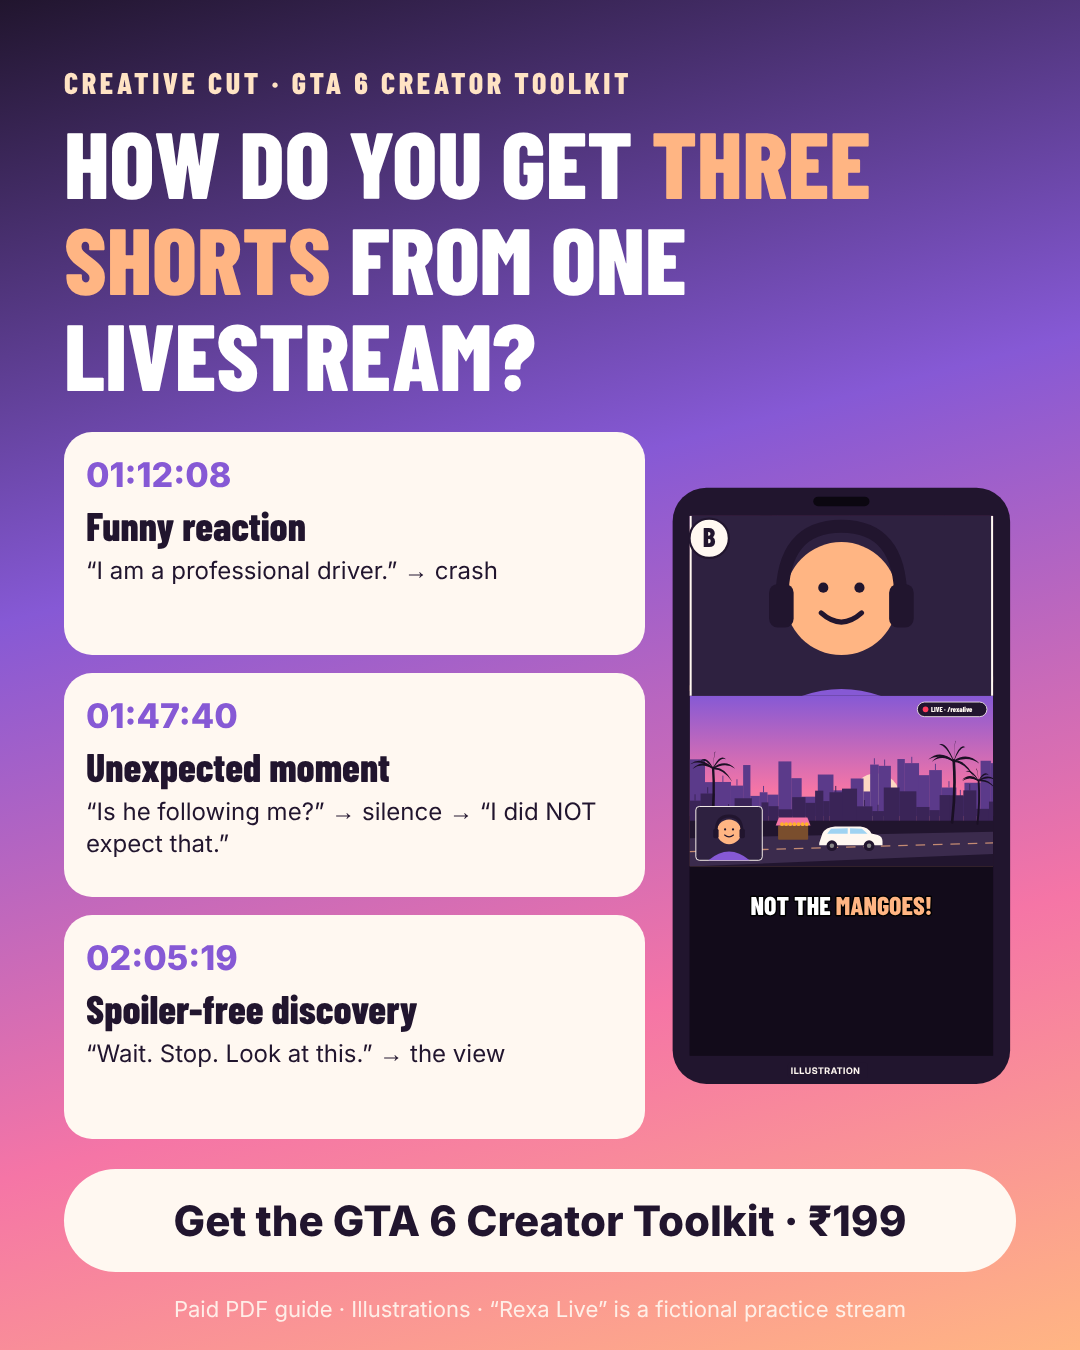 CREATIVE CUT · GTA 6 CREATOR TOOLKIT
HOW DO YOU GET THREE
SHORTS FROM ONE
LIVESTREAM?
01:12:08
Funny reaction
“I am a professional driver.” → crash
01:47:40
Unexpected moment
“Is he following me?” → silence → “I did NOT
expect that.”
02:05:19
Spoiler-free discovery
“Wait. Stop. Look at this.” → the view
B
LIVE · /rexalive
NOT THE MANGOES!
ILLUSTRATION
Get the GTA 6 Creator Toolkit · ₹199
Paid PDF guide · Illustrations · “Rexa Live” is a fictional practice stream